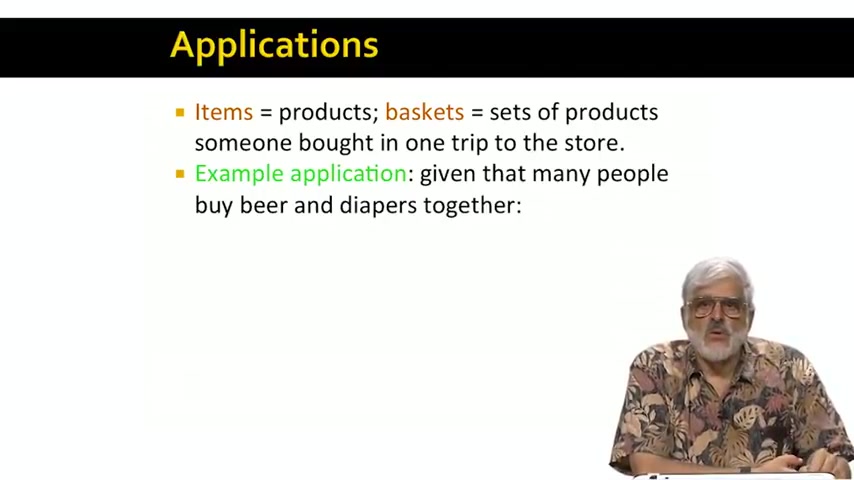 Applications
Items = products; baskets = sets of products
someone bought in one trip to the store.
Example application: given that many people
buy beer and diapers together: